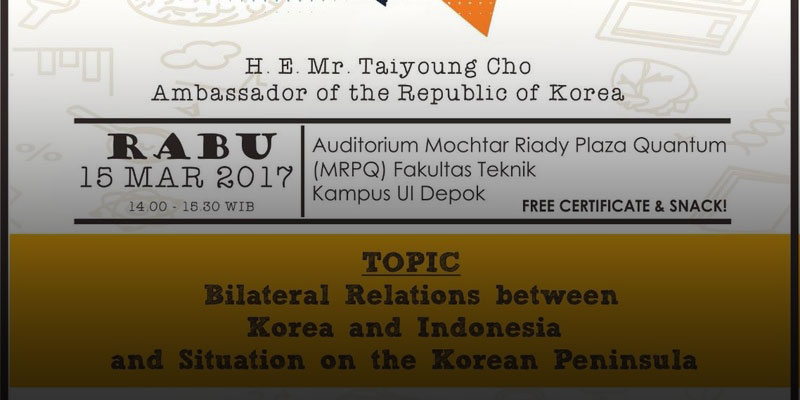 H. E. Mr. Taiyoung Cho
Ambassador of the Republic of Korea
RABU
15 MAR 2017
14.00 - 15.30 WIB
Auditorium Mochtar Riady Plaza Quantum
(MRPQ) Fakultas Teknik
Kampus UI Depok
FREE CERTIFICATE & SNACK!
TOPIC
Bilateral Relations between
Korea and Indonesia
and Situation on the Korean Peninsula